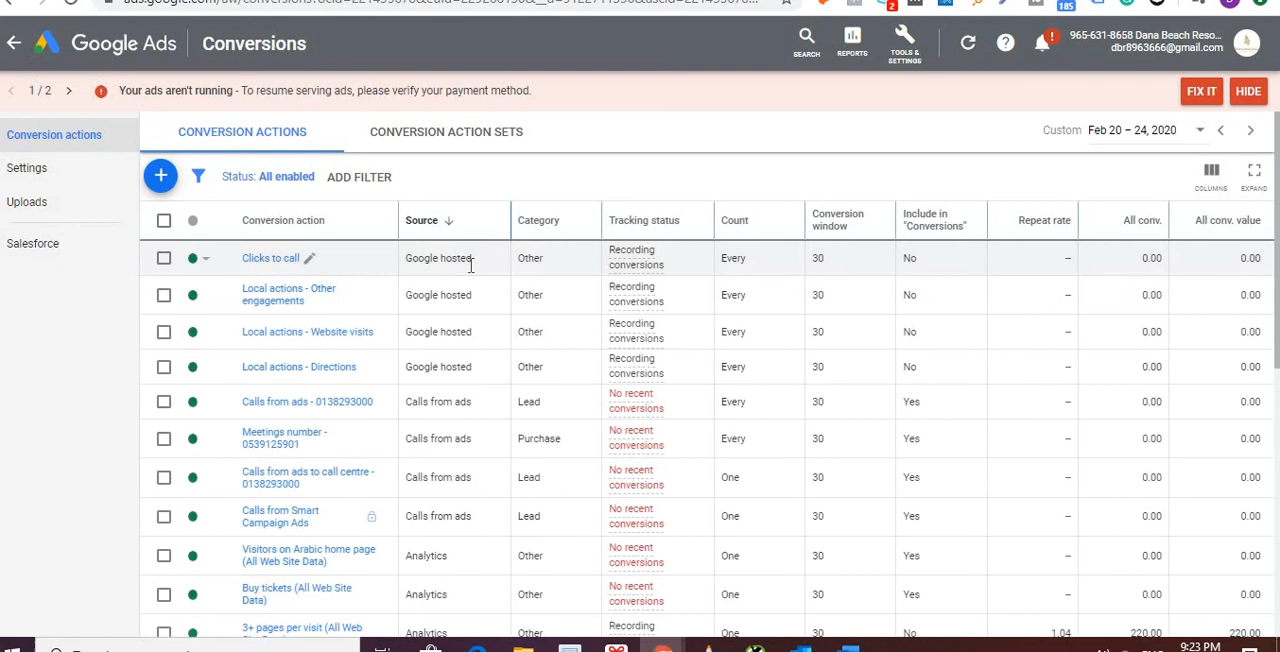 185
Google Ads
Conversions
SEARCH
REPORTS
TOOLS &
SETTINGS
965-631-8658 Dana Beach Reso...
dbr8963666@gmail.com
1 / 2
Your ads aren't running - To resume serving ads, please verify your payment method.
FIX IT
HIDE
Conversion actions
Settings
Uploads
Salesforce
CONVERSION ACTIONS
CONVERSION ACTION SETS
Custom Feb 20 – 24, 2020
Status: All enabled
ADD FILTER
COLUMNS
EXPAND
Conversion action
Source
Category
Tracking status
Count
Conversion
window
Include in
"Conversions"
Repeat rate
All conv.
All conv. value
Clicks to call
Google hosted
Other
Recording
conversions
Every
30
No
–
0.00
0.00
Local actions - Other
engagements
Google hosted
Other
Recording
conversions
Every
30
No
–
0.00
0.00
Local actions - Website visits
Google hosted
Other
Recording
conversions
Every
30
No
–
0.00
0.00
Local actions - Directions
Google hosted
Other
Recording
conversions
Every
30
No
–
0.00
0.00
Calls from ads - 0138293000
Calls from ads
Lead
No recent
conversions
Every
30
Yes
–
0.00
0.00
Meetings number -
0539125901
Calls from ads
Purchase
No recent
conversions
Every
30
Yes
–
0.00
0.00
Calls from ads to call centre -
0138293000
Calls from ads
Lead
No recent
conversions
One
30
Yes
–
0.00
0.00
Calls from Smart
Campaign Ads
Calls from ads
Lead
No recent
conversions
One
30
Yes
–
0.00
0.00
Visitors on Arabic home page
(All Web Site Data)
Analytics
Other
No recent
conversions
One
30
Yes
–
0.00
0.00
Buy tickets (All Web Site
Data)
Analytics
Other
No recent
conversions
One
30
Yes
–
0.00
0.00
3+ pages per visit (All Web
Analytics
Other
Recording
One
30
No
1.04
220.00
220.00
9:23 PM